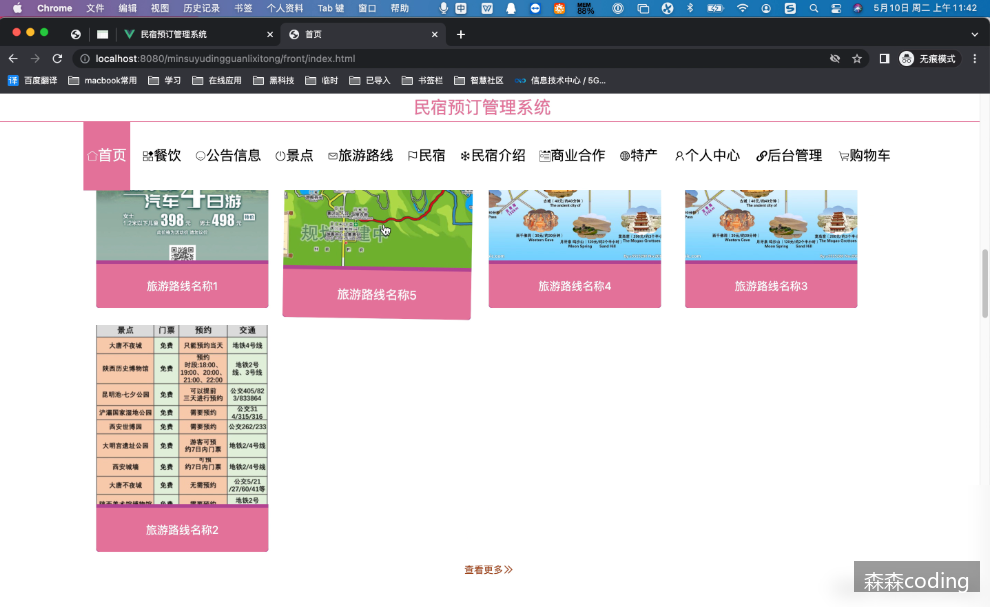 Chrome 文件 编辑 视图 历史记录 书签 个人资料 Tab 键 窗口 帮助 5月10日 周二 上午 11:42
民宿预订管理系统 首页
localhost:8080/minsuyudingguanlixitong/front/index.html 无痕模式
百度翻译 macbook常用 学习 在线应用 黑科技 临时 已导入 书签栏 智慧社区 信息技术中心 / 5G...
民宿预订管理系统
首页 餐饮 公告信息 景点 旅游路线 民宿 民宿介绍 商业合作 特产 个人中心 后台管理 购物车
汽车4日游
398元 498元
规划建中
Western Cave
Moon Spring Sand Hill
旅游路线名称1 旅游路线名称5 旅游路线名称4 旅游路线名称3
景点 门票 预约 交通
大唐不夜城 免费 只能预约当天 地铁4号线
陕西历史博物馆 免费 预约时段:18:00、19:00、20:00、21:00、22:00 地铁2号线、3号线
昆明池·七夕公园 免费 可以提前三天进行预约 公交405/823/833864
浐灞国家湿地公园 免费 需要预约 公交314/315/316
西安世博园 免费 需要预约 公交262/233
大明宫遗址公园 免费 游客可预约7日内门票 地铁2/4号线
西安城墙 免费 可预约7日内门票 地铁2/4号线
大唐不夜城 免费 无需预约 公交5/21/27/60/41等
地铁2号
旅游路线名称2
查看更多
森森coding